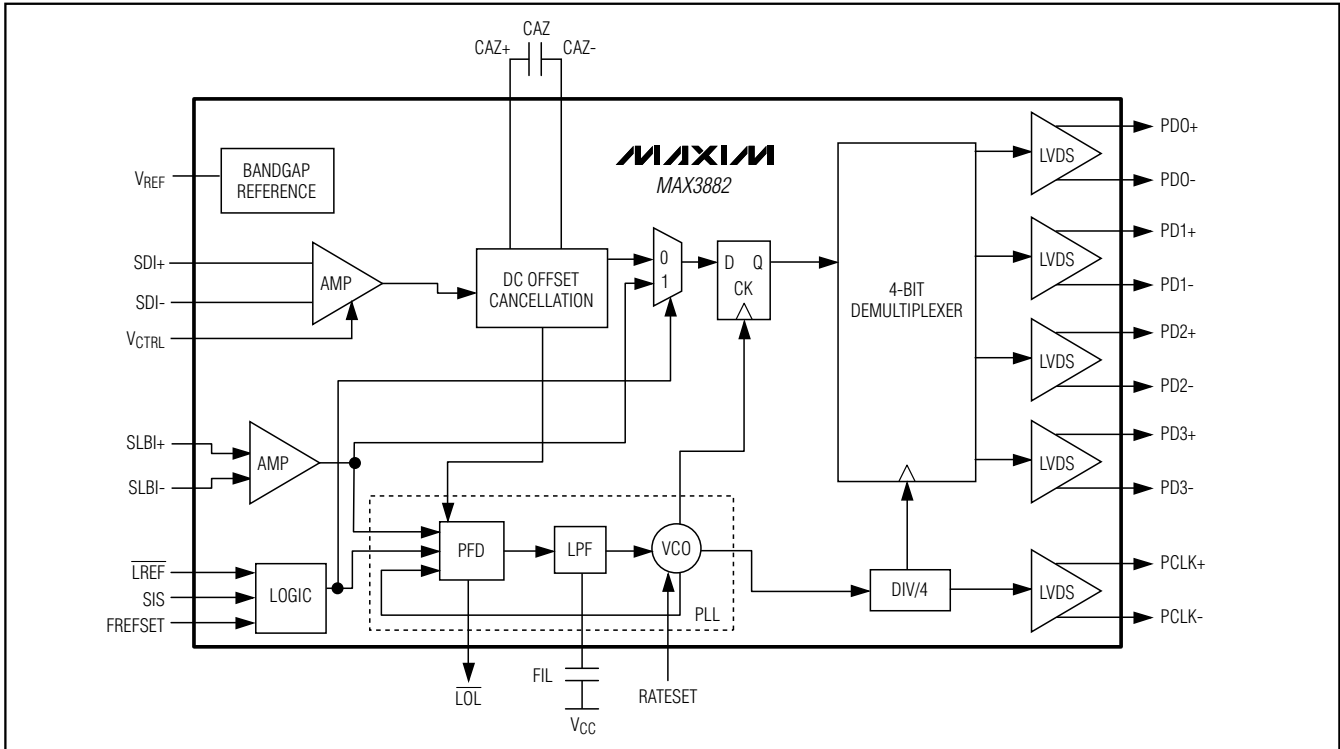 CAZ
CAZ+
CAZ-
MAXIM
MAX3882
BANDGAP
REFERENCE
VREF
SDI+
SDI-
VCTRL
AMP
DC OFFSET
CANCELLATION
0
1
D Q
CK
4-BIT
DEMULTIPLEXER
LVDS
PD0+
PD0-
LVDS
PD1+
PD1-
LVDS
PD2+
PD2-
LVDS
PD3+
PD3-
SLBI+
SLBI-
AMP
LREF
SIS
FREFSET
LOGIC
PFD
LPF
VCO
PLL
DIV/4
LVDS
PCLK+
PCLK-
LOL
FIL
VCC
RATESET